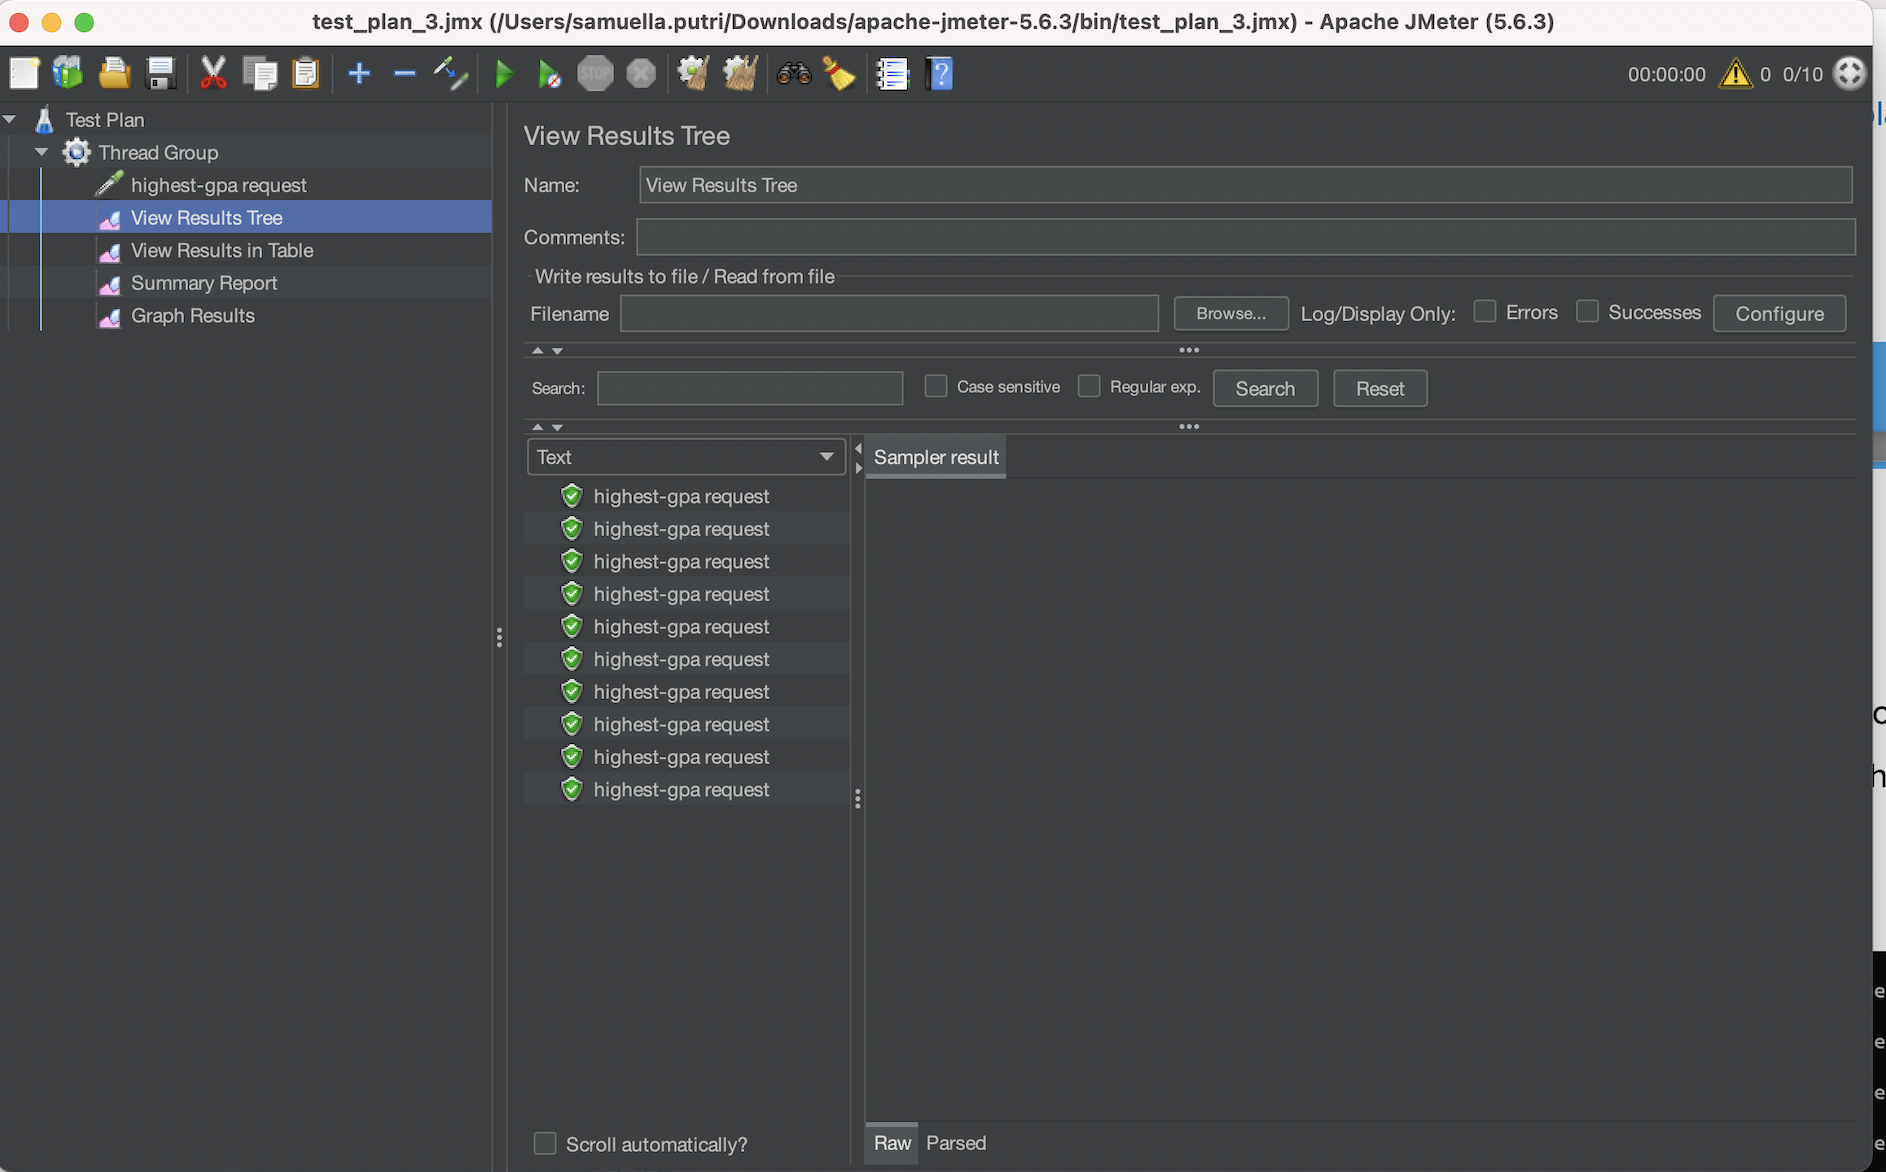 test_plan_3.jmx (/Users/samuella.putri/Downloads/apache-jmeter-5.6.3/bin/test_plan_3.jmx) - Apache JMeter (5.6.3)
STOP
00:00:00 0 0/10
Test Plan
Thread Group
highest-gpa request
View Results Tree
View Results in Table
Summary Report
Graph Results
View Results Tree
Name: View Results Tree
Comments:
Write results to file / Read from file
Filename Browse... Log/Display Only: Errors Successes Configure
Search: Case sensitive Regular exp. Search Reset
Text
Sampler result
highest-gpa request
highest-gpa request
highest-gpa request
highest-gpa request
highest-gpa request
highest-gpa request
highest-gpa request
highest-gpa request
highest-gpa request
highest-gpa request
Scroll automatically?
Raw Parsed